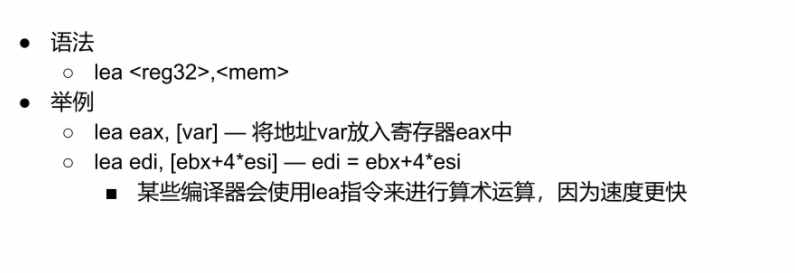 ● 语法
○ lea <reg32>,<mem>
● 举例
○ lea eax, [var] — 将地址var放入寄存器eax中
○ lea edi, [ebx+4*esi] — edi = ebx+4*esi
■ 某些编译器会使用lea指令来进行算术运算，因为速度更快